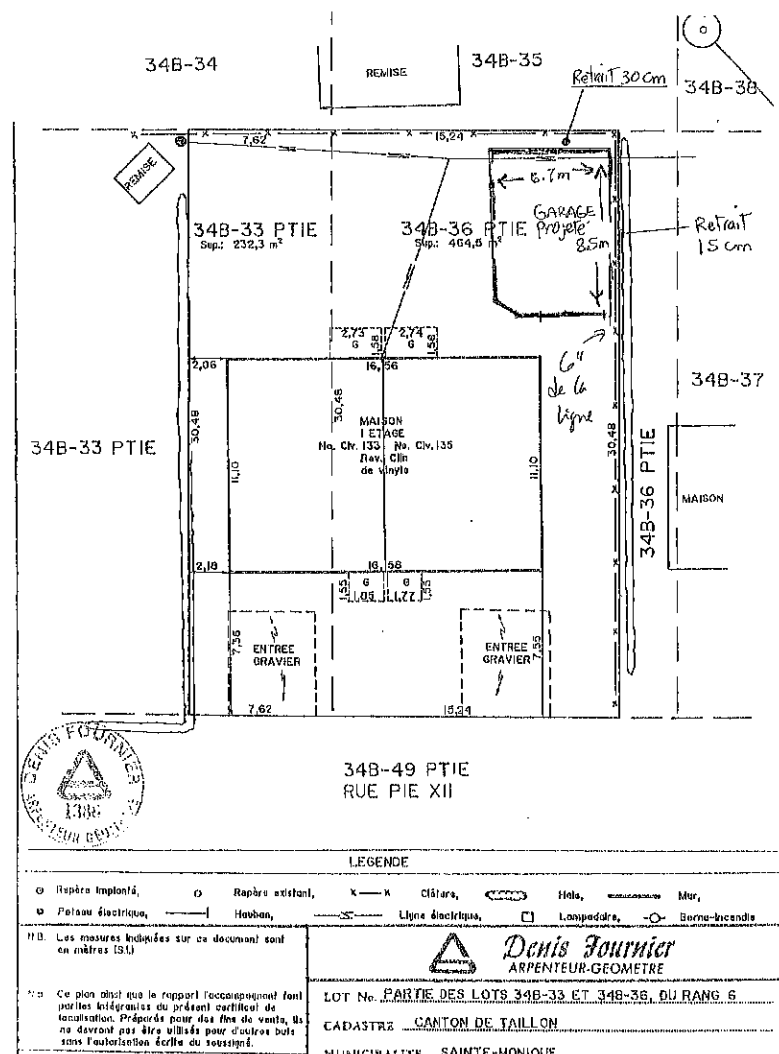 34B-34
REMISE
34B-35
Retrait 30 cm
34B-38
7,62
15,24
REMISE
34B-33 PTIE
Sup.: 232,3 m²
34B-36 PTIE
GARAGE
projeté
8.5m
Retrait
15 cm
2,73
G
1,58
2,74
G
1,58
2,06
16,56
6"
de la
ligne
34B-37
30,48
30,48
30,48
34B-33 PTIE
MAISON
1 ETAGE
No. Civ. 133
No. Civ. 135
Rev. Clin
de vinyle
11,10
11,10
34B-36 PTIE
MAISON
2,18
16,58
1,55
G
G
1,55
7,56
ENTREE
GRAVIER
ENTREE
GRAVIER
7,55
7,62
15,24
DENIS FOURNIER
1386
ARPENTEUR GÉOMÈTRE
34B-49 PTIE
RUE PIE XII
LEGENDE
Repère implanté,
Repère existant,
x — x Clôture,
Haie,
Mur,
Poteau électrique,
Hauban,
Ligne électrique,
Lampadaire,
Borne-incendie
N.B. Les mesures indiquées sur ce document sont
en mètres (S.I.)
Ce plan ainsi que le rapport l'accompagnant font
parties intégrantes du présent certificat de
localisation. Préparés pour des fins de vente, ils
ne devront pas être utilisés pour d'autres buts
sans l'autorisation écrite du soussigné.
Denis Fournier
ARPENTEUR-GEOMETRE
LOT No. PARTIE DES LOTS 34B-33 ET 34B-36, DU RANG 6
CADASTRE CANTON DE TAILLON
MUNICIPALITE SAINTE-MONIQUE